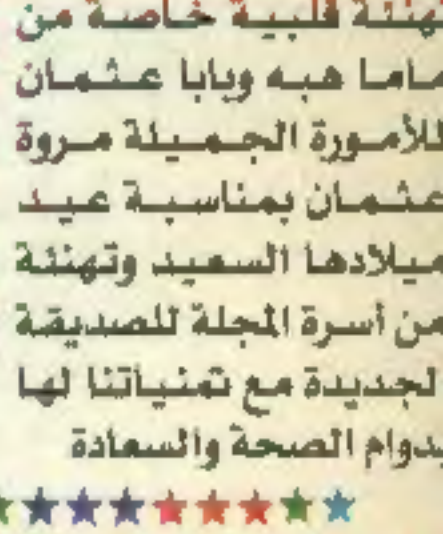 تهنئة قلبية خاصة من
ماما هبه وبابا عثمان
للأمورة الجميلة مروة
عثمان بمناسبة عيد
ميلادها السعيد وتهنئة
من أسرة المجلة للصديقة
الجديدة مع تمنياتنا لها
بدوام الصحة والسعادة